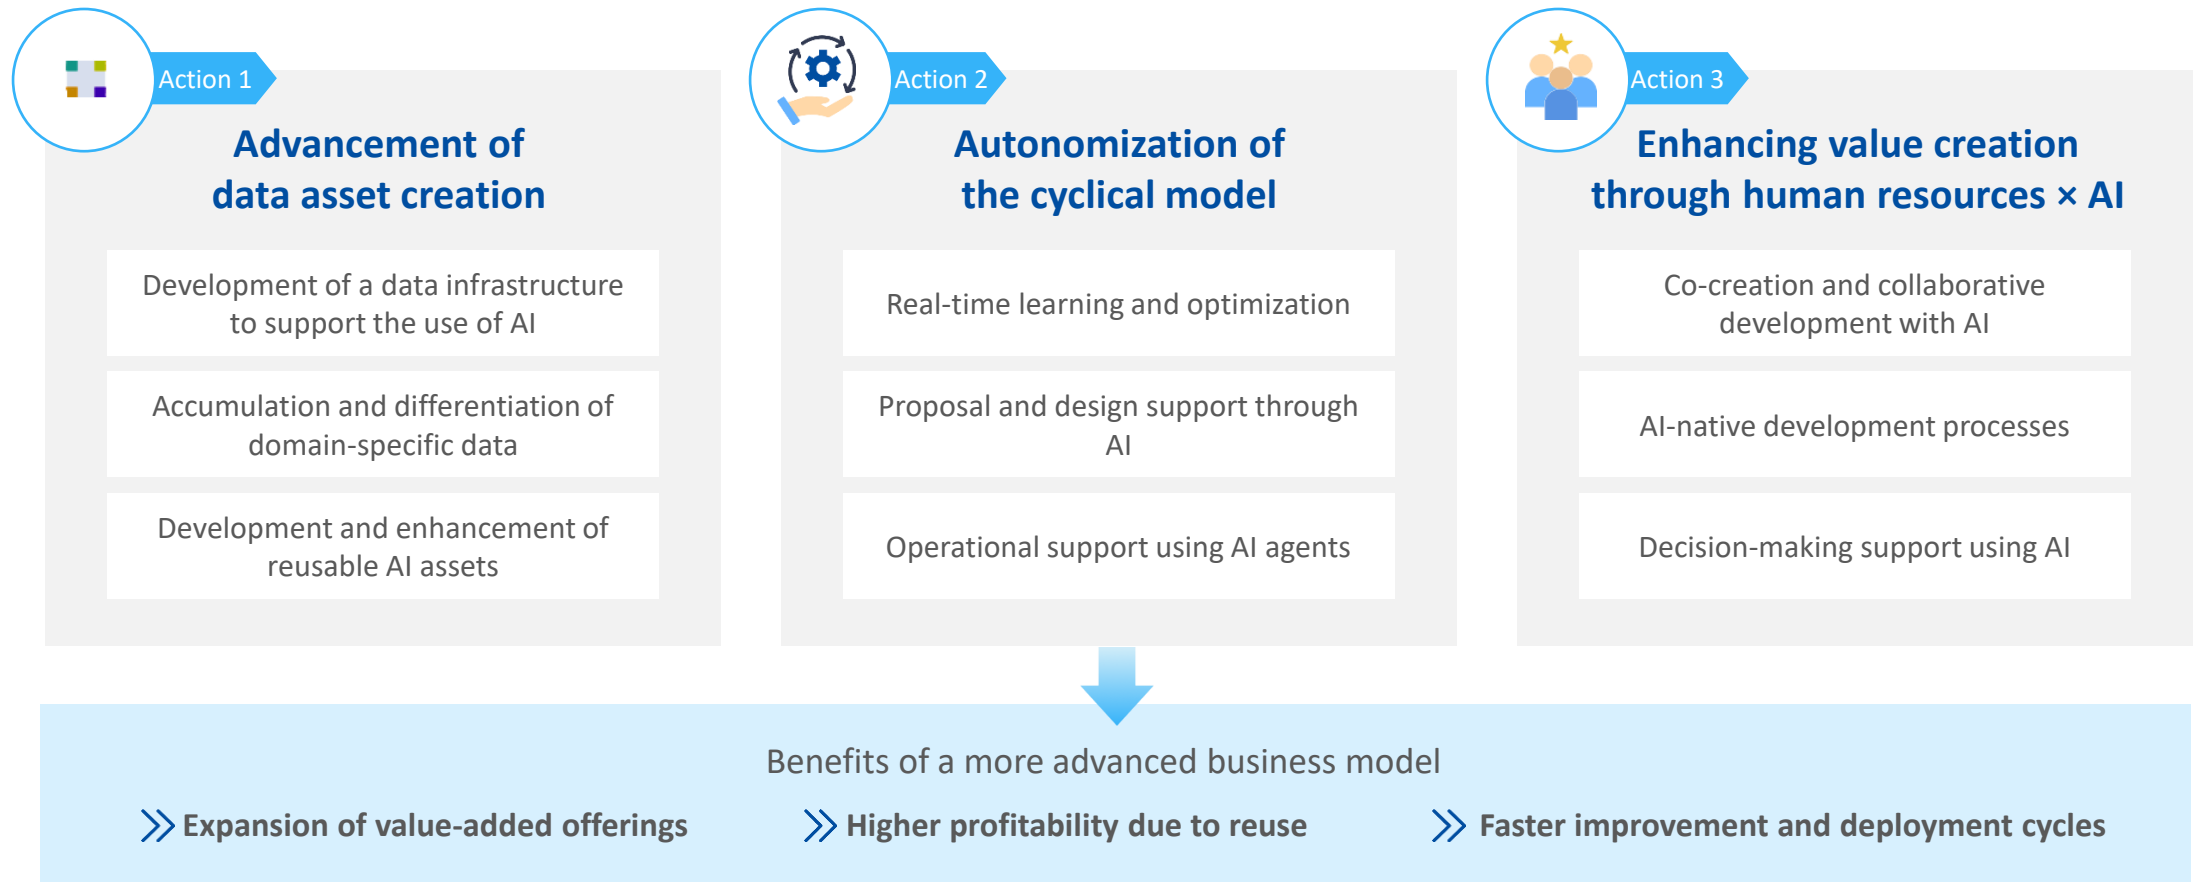 Action 1
Advancement of
data asset creation
Development of a data infrastructure
to support the use of AI
Accumulation and differentiation of
domain-specific data
Development and enhancement of
reusable AI assets
Action 2
Autonomization of
the cyclical model
Real-time learning and optimization
Proposal and design support through
AI
Operational support using AI agents
Action 3
Enhancing value creation
through human resources × AI
Co-creation and collaborative
development with AI
AI-native development processes
Decision-making support using AI
Benefits of a more advanced business model
Expansion of value-added offerings
Higher profitability due to reuse
Faster improvement and deployment cycles